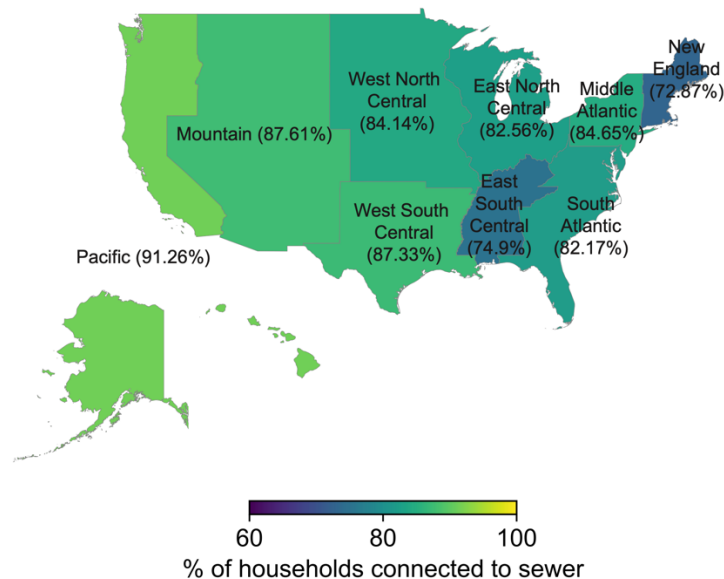 New
England
(72.87%)
West North
Central
(84.14%)
East North
Central
(82.56%)
Middle
Atlantic
(84.65%)
Mountain (87.61%)
West South
Central
(87.33%)
East
South
Central
(74.9%)
South
Atlantic
(82.17%)
Pacific (91.26%)
60 80 100
% of households connected to sewer